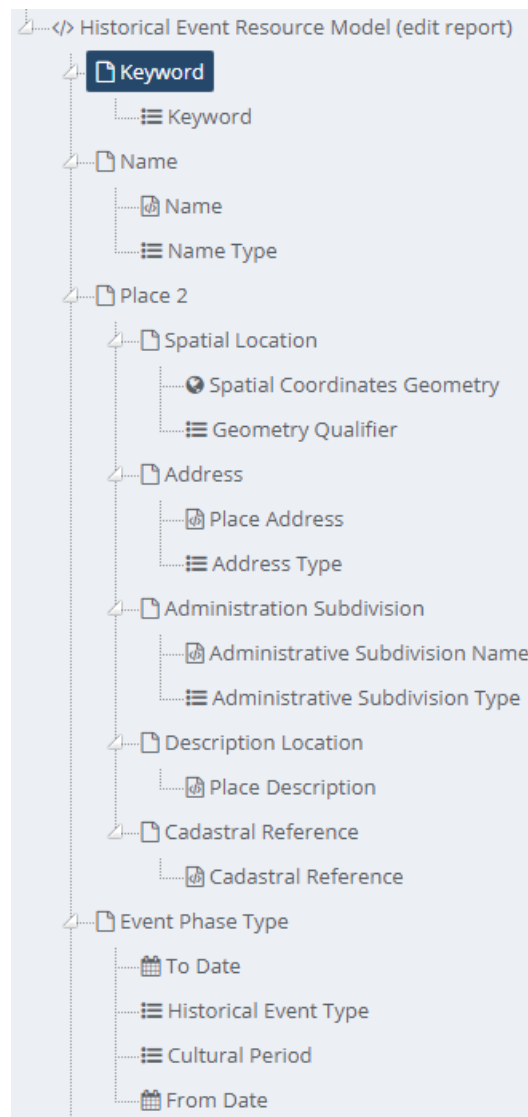 </> Historical Event Resource Model (edit report)
Keyword
Keyword
Name
Name
Name Type
Place 2
Spatial Location
Spatial Coordinates Geometry
Geometry Qualifier
Address
Place Address
Address Type
Administration Subdivision
Administrative Subdivision Name
Administrative Subdivision Type
Description Location
Place Description
Cadastral Reference
Cadastral Reference
Event Phase Type
To Date
Historical Event Type
Cultural Period
From Date